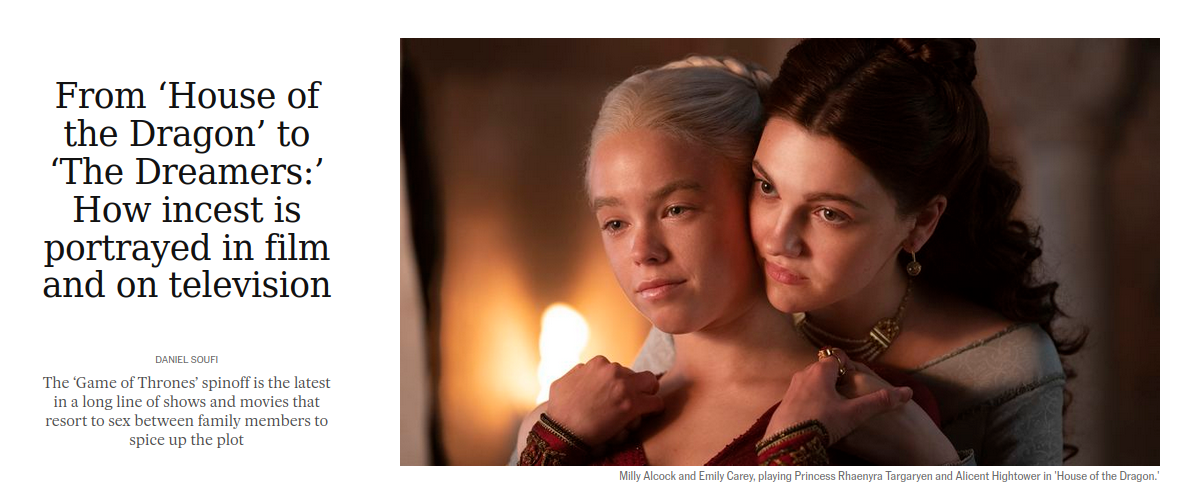 From ‘House of
the Dragon’ to
‘The Dreamers:’
How incest is
portrayed in film
and on television
DANIEL SOUFI
The ‘Game of Thrones’ spinoff is the latest
in a long line of shows and movies that
resort to sex between family members to
spice up the plot
Milly Alcock and Emily Carey, playing Princess Rhaenyra Targaryen and Alicent Hightower in 'House of the Dragon.'